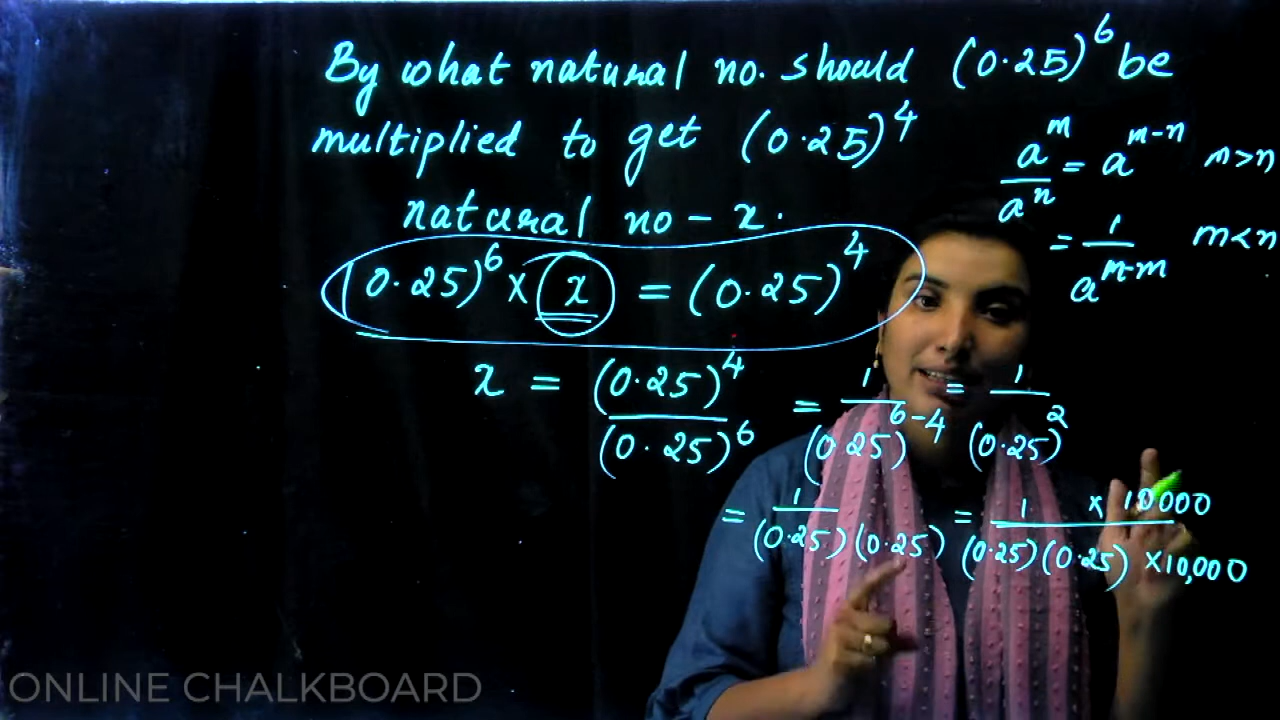 By what natural no. should (0.25)^6 be
multiplied to get (0.25)^4
a^m/a^n = a^(m-n) m>n
= 1/a^(n-m) m<n
natural no - x.
(0.25)^6 × x = (0.25)^4
x = (0.25)^4/(0.25)^6 = 1/(0.25)^(6-4) = 1/(0.25)^2
= 1/(0.25)(0.25) = 1 × 10000/(0.25)(0.25) × 10,000
ONLINE CHALKBOARD